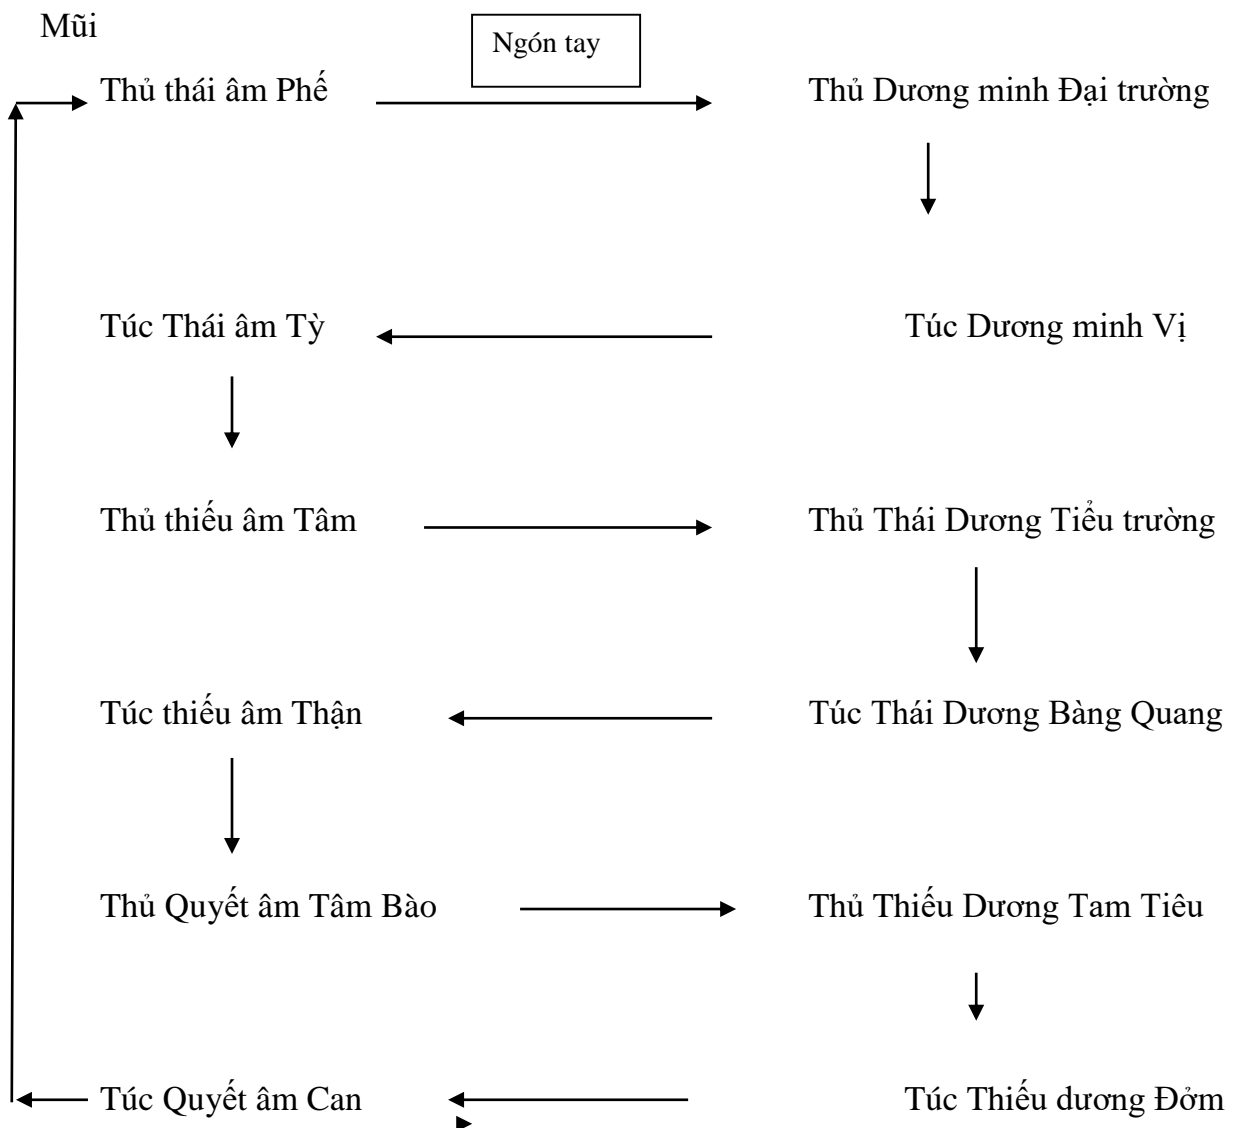 Mũi
Ngón tay
Thủ thái âm Phế
Thủ Dương minh Đại trường
Túc Thái âm Tỳ
Túc Dương minh Vị
Thủ thiếu âm Tâm
Thủ Thái Dương Tiểu trường
Túc thiếu âm Thận
Túc Thái Dương Bàng Quang
Thủ Quyết âm Tâm Bào
Thủ Thiếu Dương Tam Tiêu
Túc Quyết âm Can
Túc Thiếu dương Đởm